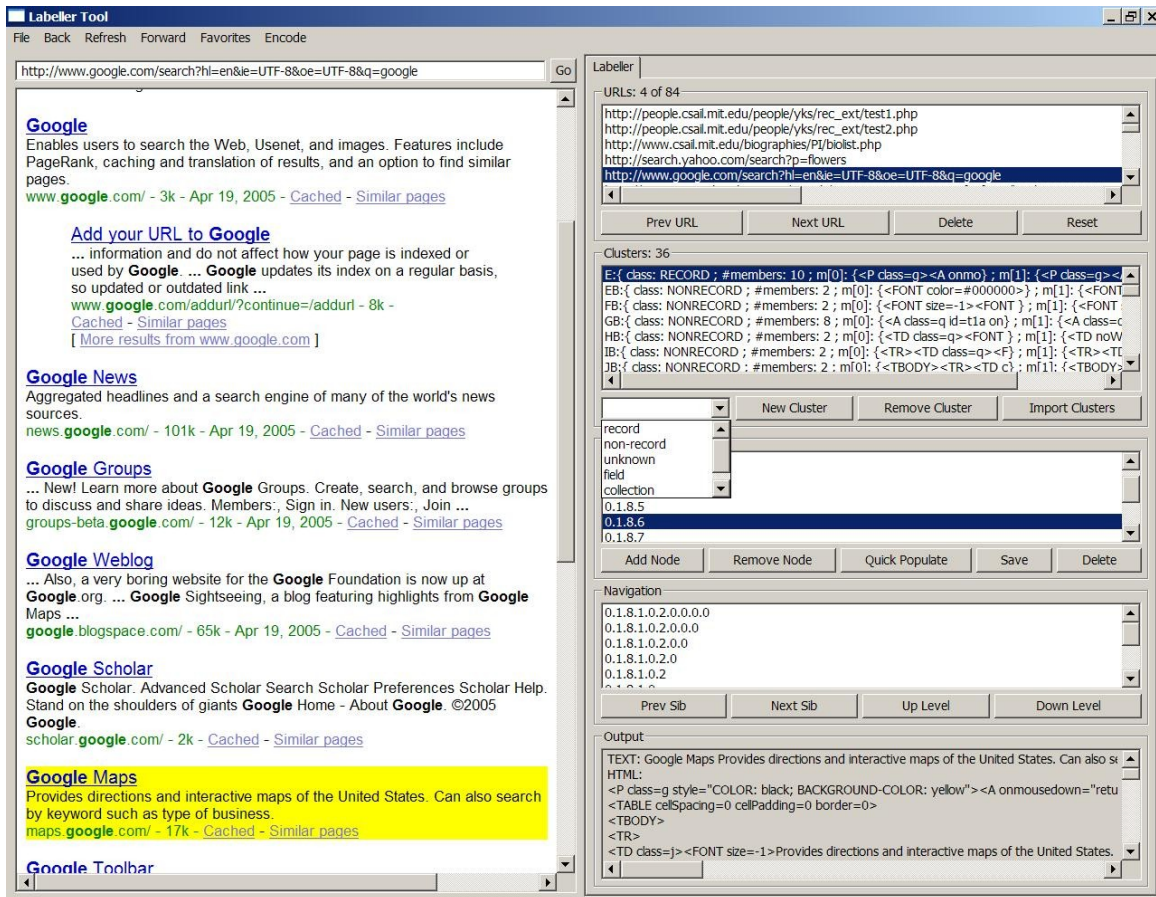 Labeller Tool
File Back Refresh Forward Favorites Encode
http://www.google.com/search?hl=en&ie=UTF-8&oe=UTF-8&q=google Go
Google
Enables users to search the Web, Usenet, and images. Features include
PageRank, caching and translation of results, and an option to find similar
pages.
www.google.com/ - 3k - Apr 19, 2005 - Cached - Similar pages
Add your URL to Google
... information and do not affect how your page is indexed or
used by Google. ... Google updates its index on a regular basis,
so updated or outdated link ...
www.google.com/addurl/?continue=/addurl - 8k -
Cached - Similar pages
[ More results from www.google.com ]
Google News
Aggregated headlines and a search engine of many of the world's news
sources.
news.google.com/ - 101k - Apr 19, 2005 - Cached - Similar pages
Google Groups
... New! Learn more about Google Groups. Create, search, and browse groups
to discuss and share ideas. Members:, Sign in. New users:, Join ...
groups-beta.google.com/ - 12k - Apr 19, 2005 - Cached - Similar pages
Google Weblog
... Also, a very boring website for the Google Foundation is now up at
Google.org. ... Google Sightseeing, a blog featuring highlights from Google
Maps ...
google.blogspace.com/ - 65k - Apr 19, 2005 - Cached - Similar pages
Google Scholar
Google Scholar. Advanced Scholar Search Scholar Preferences Scholar Help.
Stand on the shoulders of giants Google Home - About Google. ©2005
Google.
scholar.google.com/ - 2k - Cached - Similar pages
Google Maps
Provides directions and interactive maps of the United States. Can also search
by keyword such as type of business.
maps.google.com/ - 17k - Cached - Similar pages
Google Toolbar
Labeller
URLs: 4 of 84
http://people.csail.mit.edu/people/yks/rec_ext/test1.php
http://people.csail.mit.edu/people/yks/rec_ext/test2.php
http://www.csail.mit.edu/biographies/PI/biolist.php
http://search.yahoo.com/search?p=flowers
http://www.google.com/search?hl=en&ie=UTF-8&oe=UTF-8&q=google
Prev URL Next URL Delete Reset
Clusters: 36
E:{ class: RECORD ; #members: 10 ; m[0]: {<P class=g><A onmo} ; m[1]: {<P class=g><A
EB:{ class: NONRECORD ; #members: 2 ; m[0]: {<FONT color=#000000>} ; m[1]: {<FONT
FB:{ class: NONRECORD ; #members: 2 ; m[0]: {<FONT size=-1><FONT } ; m[1]: {<FONT
GB:{ class: NONRECORD ; #members: 8 ; m[0]: {<A class=q id=t1a on} ; m[1]: {<A class=
HB:{ class: NONRECORD ; #members: 2 ; m[0]: {<TD class=q><FONT } ; m[1]: {<TD noW
IB:{ class: NONRECORD ; #members: 2 ; m[0]: {<TR><TD class=q><F} ; m[1]: {<TR><TD
JB:{ class: NONRECORD ; #members: 2 ; m[0]: {<TBODY><TR><TD c} ; m[1]: {<TBODY>
New Cluster Remove Cluster Import Clusters
record
non-record
unknown
field
collection
0.1.8.5
0.1.8.6
0.1.8.7
Add Node Remove Node Quick Populate Save Delete
Navigation
0.1.8.1.0.2.0.0.0.0
0.1.8.1.0.2.0.0.0
0.1.8.1.0.2.0.0
0.1.8.1.0.2.0
0.1.8.1.0.2
Prev Sib Next Sib Up Level Down Level
Output
TEXT: Google Maps Provides directions and interactive maps of the United States. Can also se
HTML:
<P class=g style="COLOR: black; BACKGROUND-COLOR: yellow"><A onmousedown="retu
<TABLE cellSpacing=0 cellPadding=0 border=0>
<TBODY>
<TR>
<TD class=j><FONT size=-1>Provides directions and interactive maps of the United States.